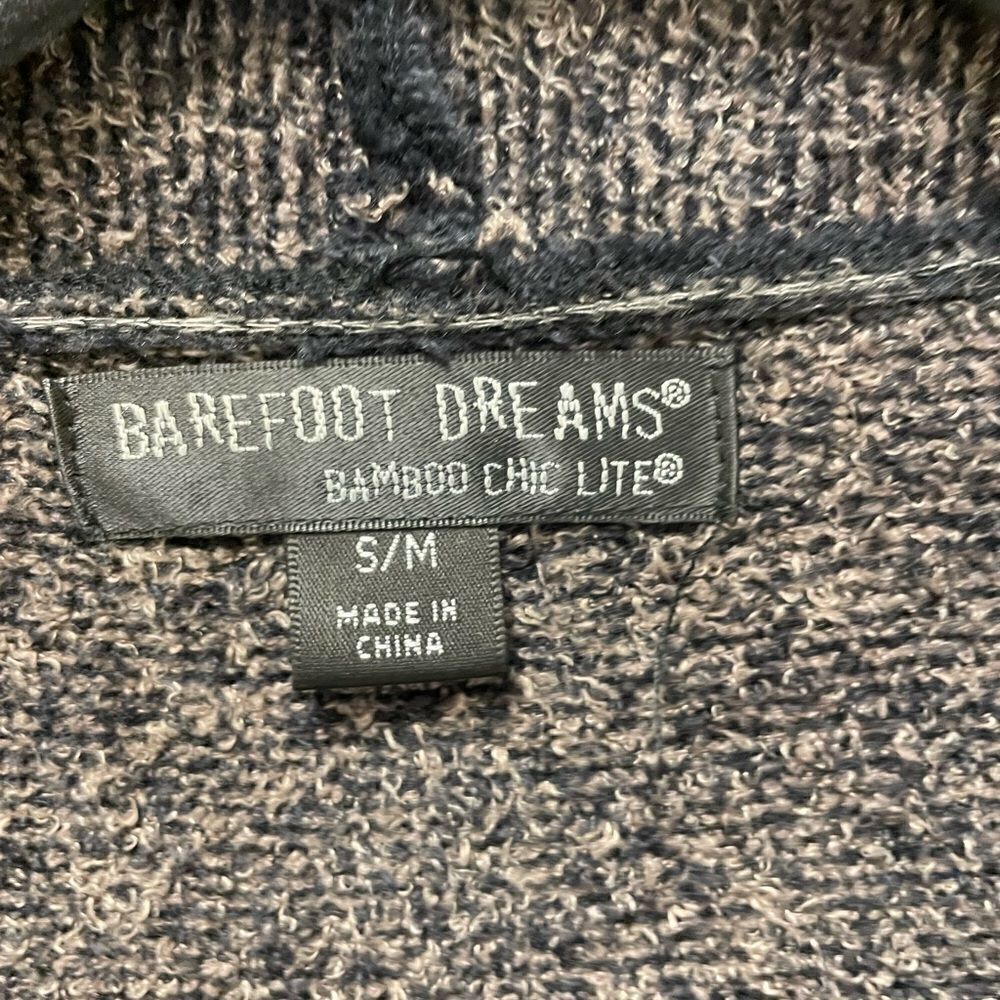 BAREFOOT DREAMS®
BAMBOO CHIC LITE®
S/M
MADE IN
CHINA